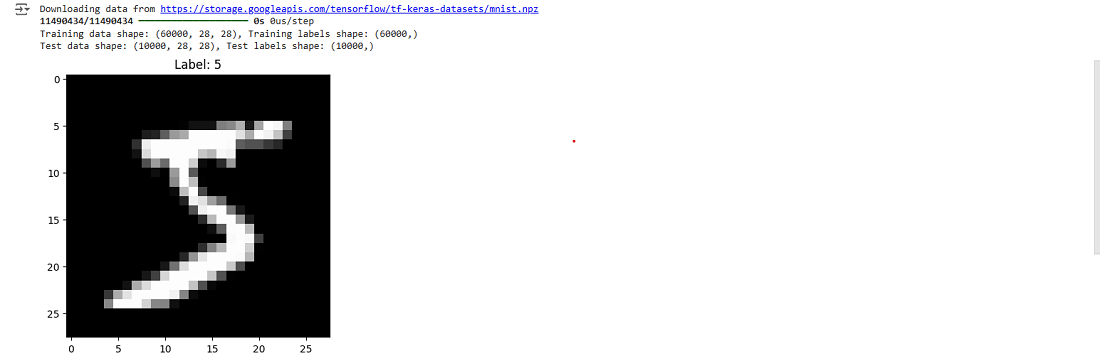 Downloading data from https://storage.googleapis.com/tensorflow/tf-keras-datasets/mnist.npz
11490434/11490434 ━━━━━━━━━━━━━━━━━━━━ 0s 0us/step
Training data shape: (60000, 28, 28), Training labels shape: (60000,)
Test data shape: (10000, 28, 28), Test labels shape: (10000,)
Label: 5
0
5
10
15
20
25
5
0 5 10 15 20 25